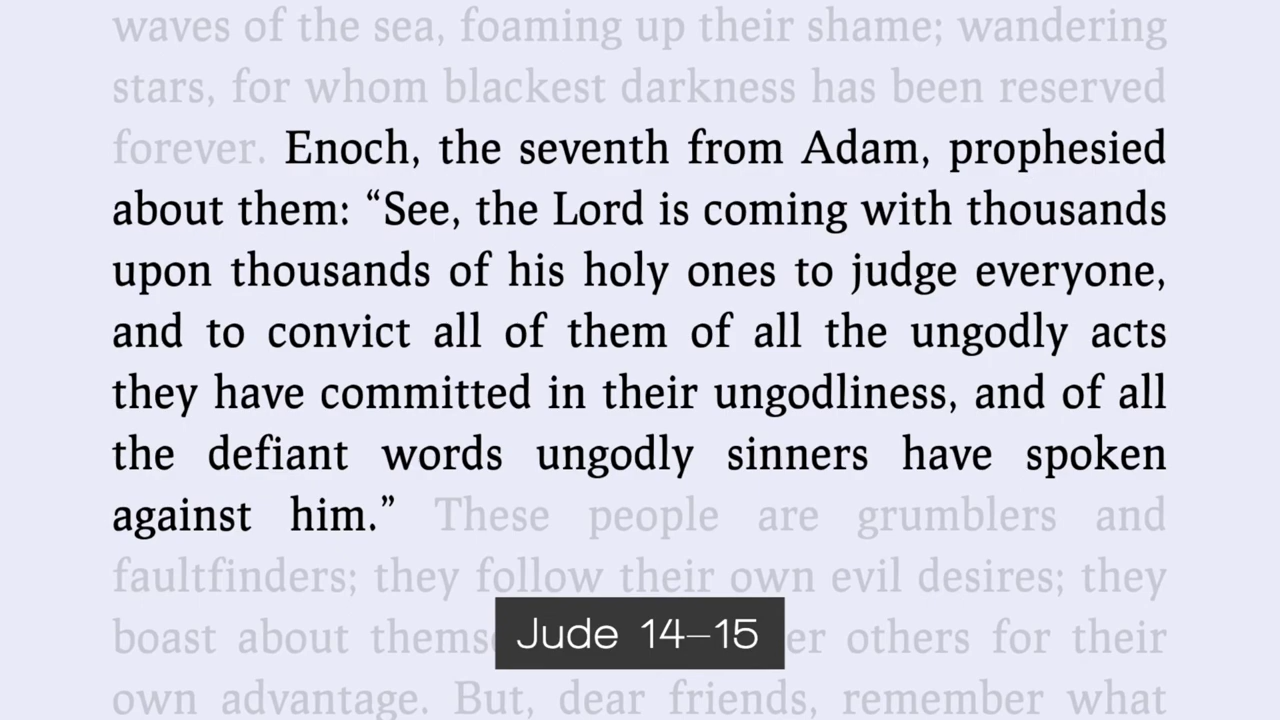 waves of the sea, foaming up their shame; wandering
stars, for whom blackest darkness has been reserved
forever. Enoch, the seventh from Adam, prophesied
about them: “See, the Lord is coming with thousands
upon thousands of his holy ones to judge everyone,
and to convict all of them of all the ungodly acts
they have committed in their ungodliness, and of all
the defiant words ungodly sinners have spoken
against him.” These people are grumblers and
faultfinders; they follow their own evil desires; they
boast about others for their
Jude 14–15
own advantage. But, dear friends, remember what